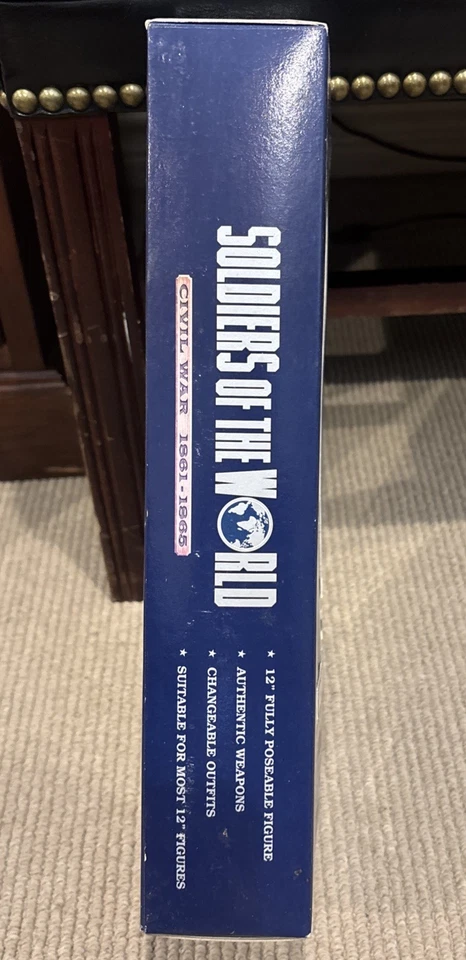 SOLDIERS OF THE WORLD
CIVIL WAR 1861-1865
★ 12" FULLY POSEABLE FIGURE
★ AUTHENTIC WEAPONS
★ CHANGEABLE OUTFITS
★ SUITABLE FOR MOST 12" FIGURES